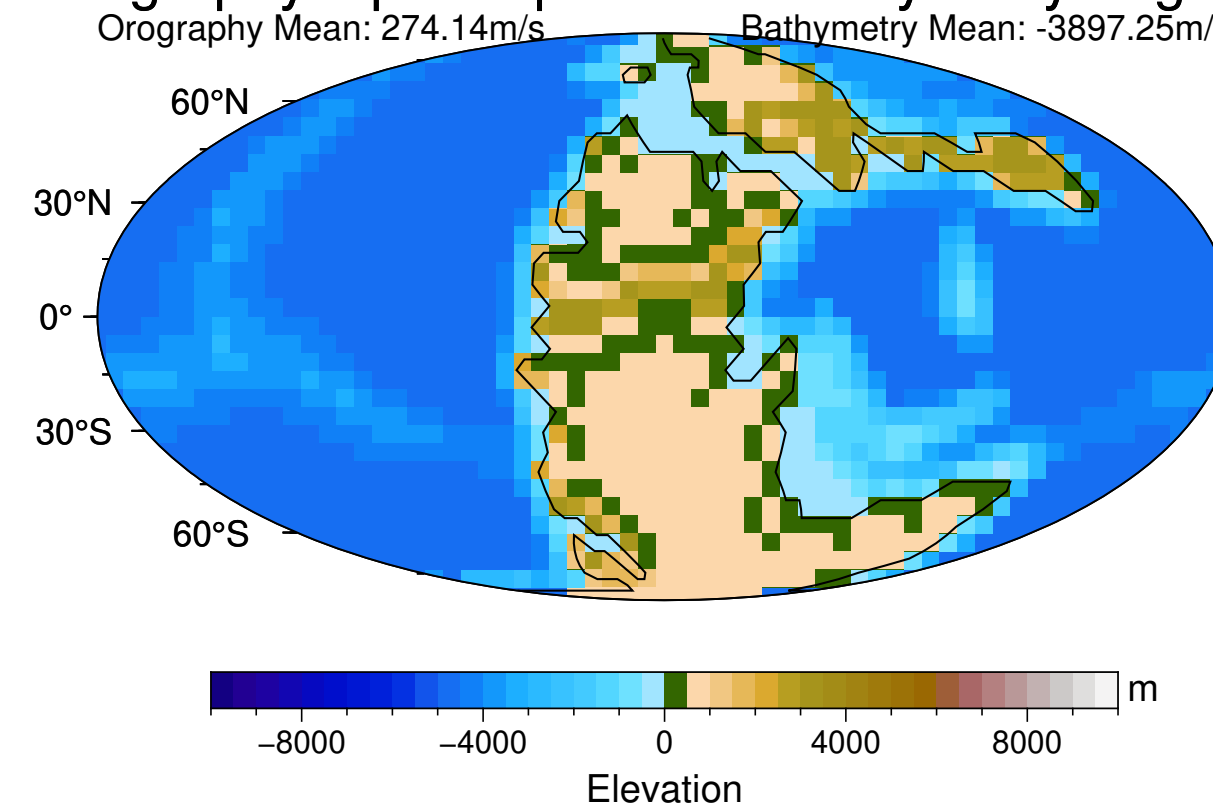 Orography Mean: 274.14m/s Bathymetry Mean: -3897.25m/
60°N
30°N
0°
30°S
60°S
m
−8000 −4000 0 4000 8000
Elevation